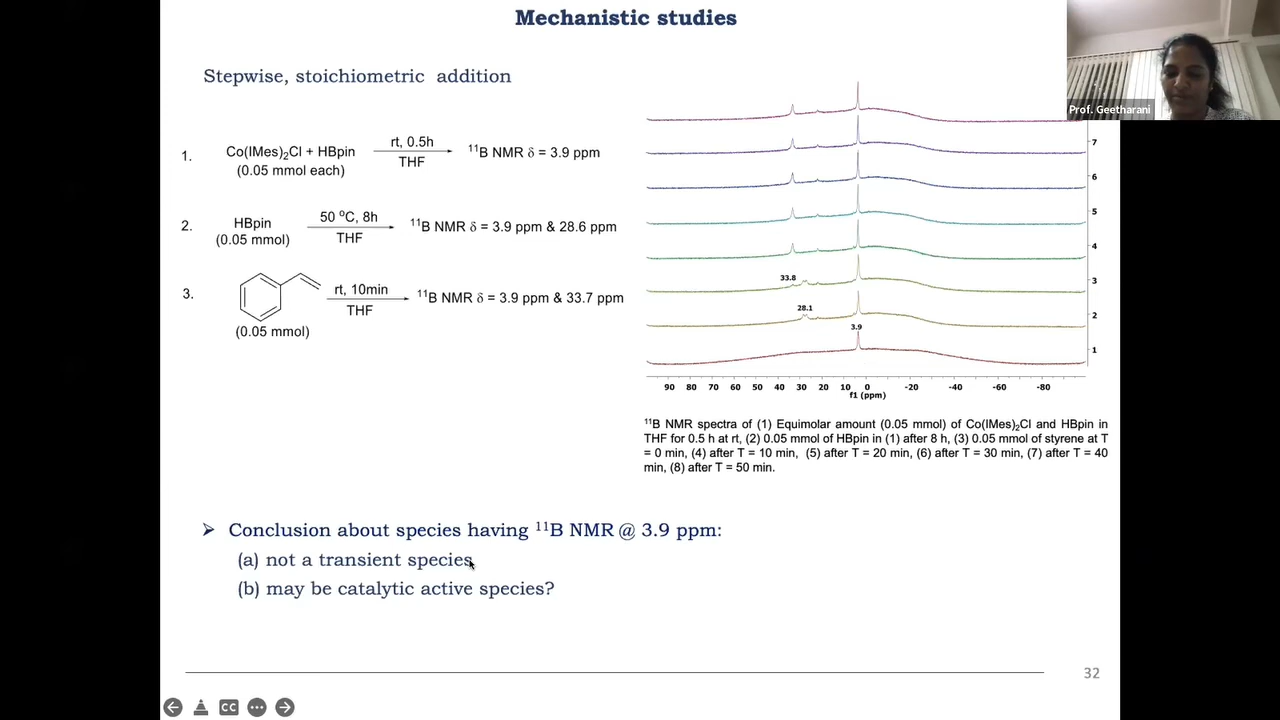 Mechanistic studies
Prof. Geetharani
Stepwise, stoichiometric addition
1.
Co(IMes)₂Cl + HBpin
(0.05 mmol each)
rt, 0.5h
THF
¹¹B NMR δ = 3.9 ppm
2.
HBpin
(0.05 mmol)
50 °C, 8h
THF
¹¹B NMR δ = 3.9 ppm & 28.6 ppm
3.
(0.05 mmol)
rt, 10min
THF
¹¹B NMR δ = 3.9 ppm & 33.7 ppm
7
6
5
4
33.8
3
28.1
2
3.9
1
90 80 70 60 50 40 30 20 10 0 -20 -40 -60 -80
f1 (ppm)
¹¹B NMR spectra of (1) Equimolar amount (0.05 mmol) of Co(IMes)₂Cl and HBpin in
THF for 0.5 h at rt, (2) 0.05 mmol of HBpin in (1) after 8 h, (3) 0.05 mmol of styrene at T
= 0 min, (4) after T = 10 min, (5) after T = 20 min, (6) after T = 30 min, (7) after T = 40
min, (8) after T = 50 min.
➢ Conclusion about species having ¹¹B NMR @ 3.9 ppm:
(a) not a transient species
(b) may be catalytic active species?
32
CC